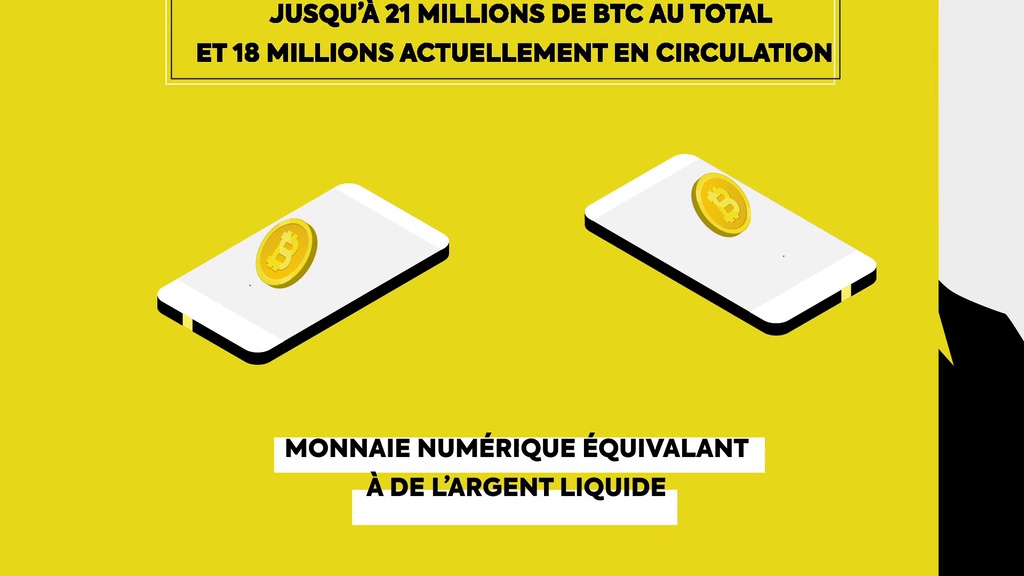 JUSQU’À 21 MILLIONS DE BTC AU TOTAL
ET 18 MILLIONS ACTUELLEMENT EN CIRCULATION
MONNAIE NUMÉRIQUE ÉQUIVALANT
À DE L’ARGENT LIQUIDE